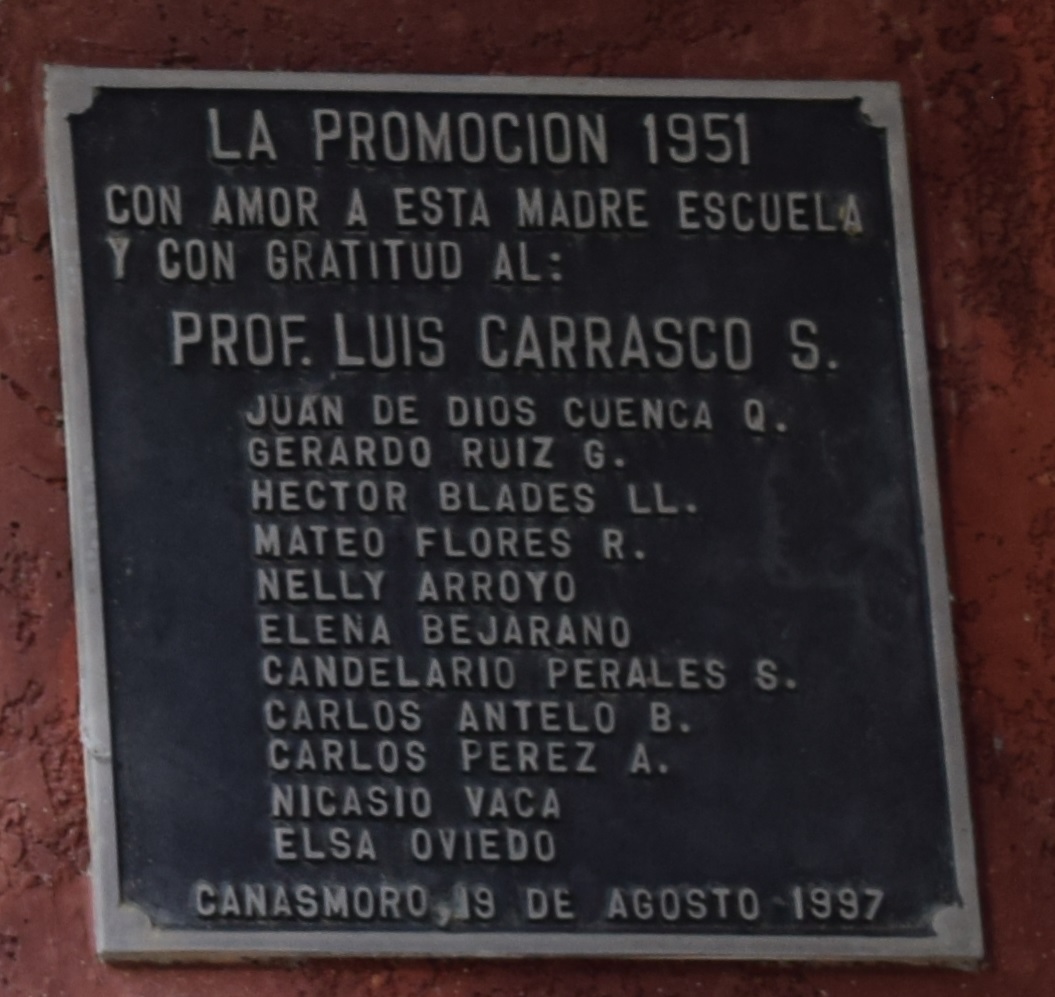 LA PROMOCION 1951
CON AMOR A ESTA MADRE ESCUELA
Y CON GRATITUD AL:
PROF. LUIS CARRASCO S.
JUAN DE DIOS CUENCA Q.
GERARDO RUIZ G.
HECTOR BLADES LL.
MATEO FLORES R.
NELLY ARROYO
ELENA BEJARANO
CANDELARIO PERALES S.
CARLOS ANTELO B.
CARLOS PEREZ A.
NICASIO VACA
ELSA OVIEDO
CANASMORO, 19 DE AGOSTO 1997